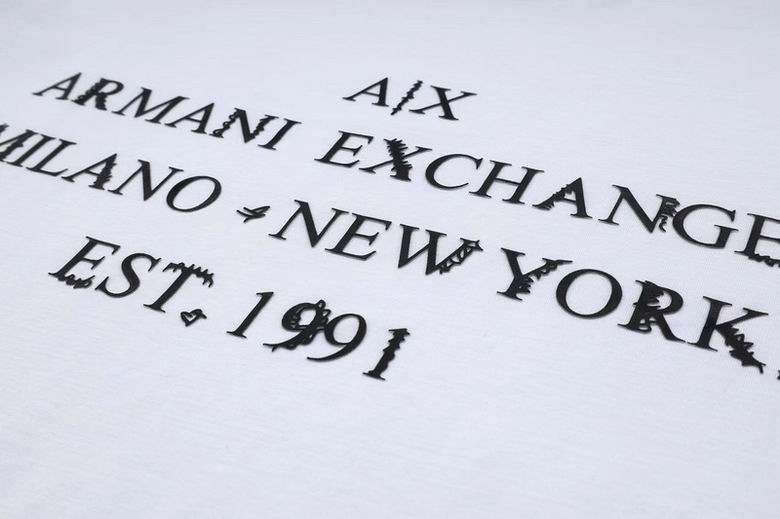 A|X
ARMANI EXCHANGE
MILANO - NEW YORK
EST. 1991